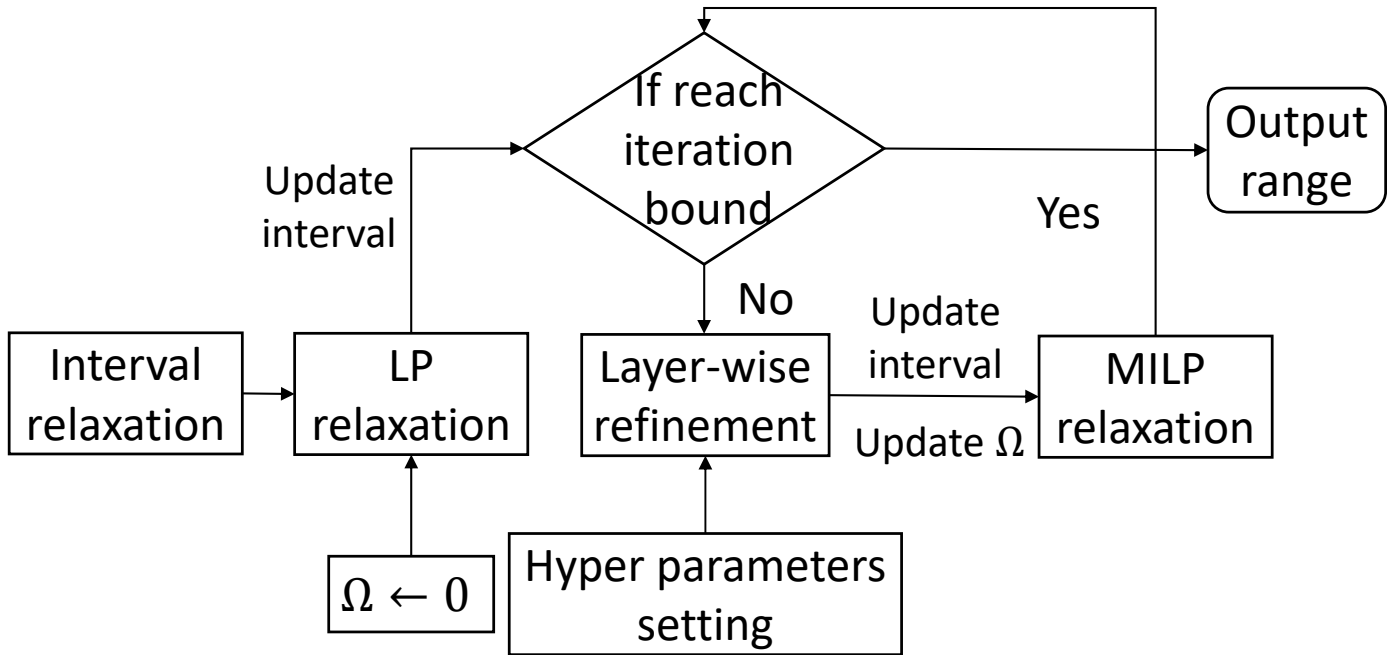 If reach
iteration
bound
Output
range
Update
interval
Yes
No
Update
interval
Interval
relaxation
LP
relaxation
Layer-wise
refinement
MILP
relaxation
Update Ω
Ω ← 0
Hyper parameters
setting